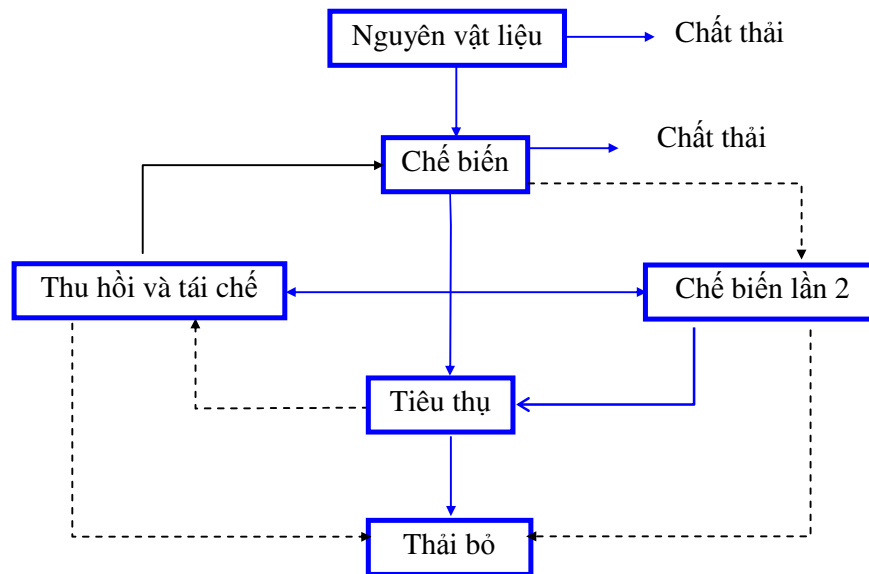 Nguyên vật liệu
Chất thải
Chế biến
Chất thải
Thu hồi và tái chế
Chế biến lần 2
Tiêu thụ
Thải bỏ